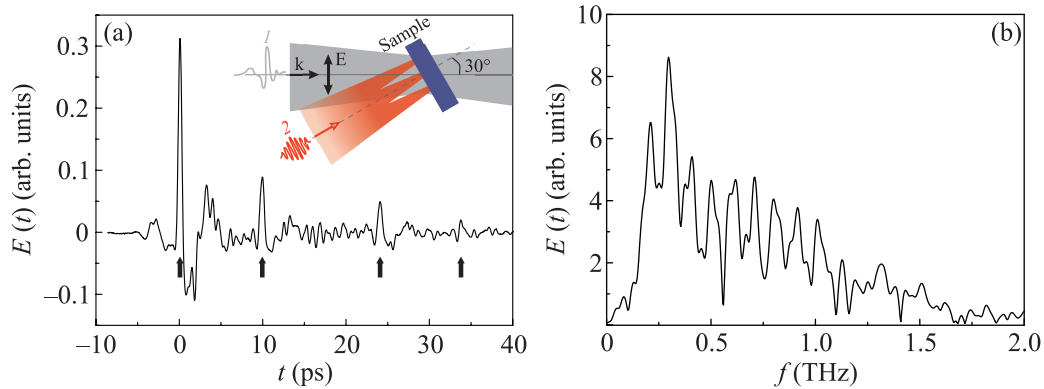 (a)
1
k
E
Sample
30°
2
E (t) (arb. units)
0.3
0.2
0.1
0
–0.1
–10
0
10
20
30
40
t (ps)
(b)
E (t) (arb. units)
10
8
6
4
2
0
0.5
1.0
1.5
2.0
f (THz)